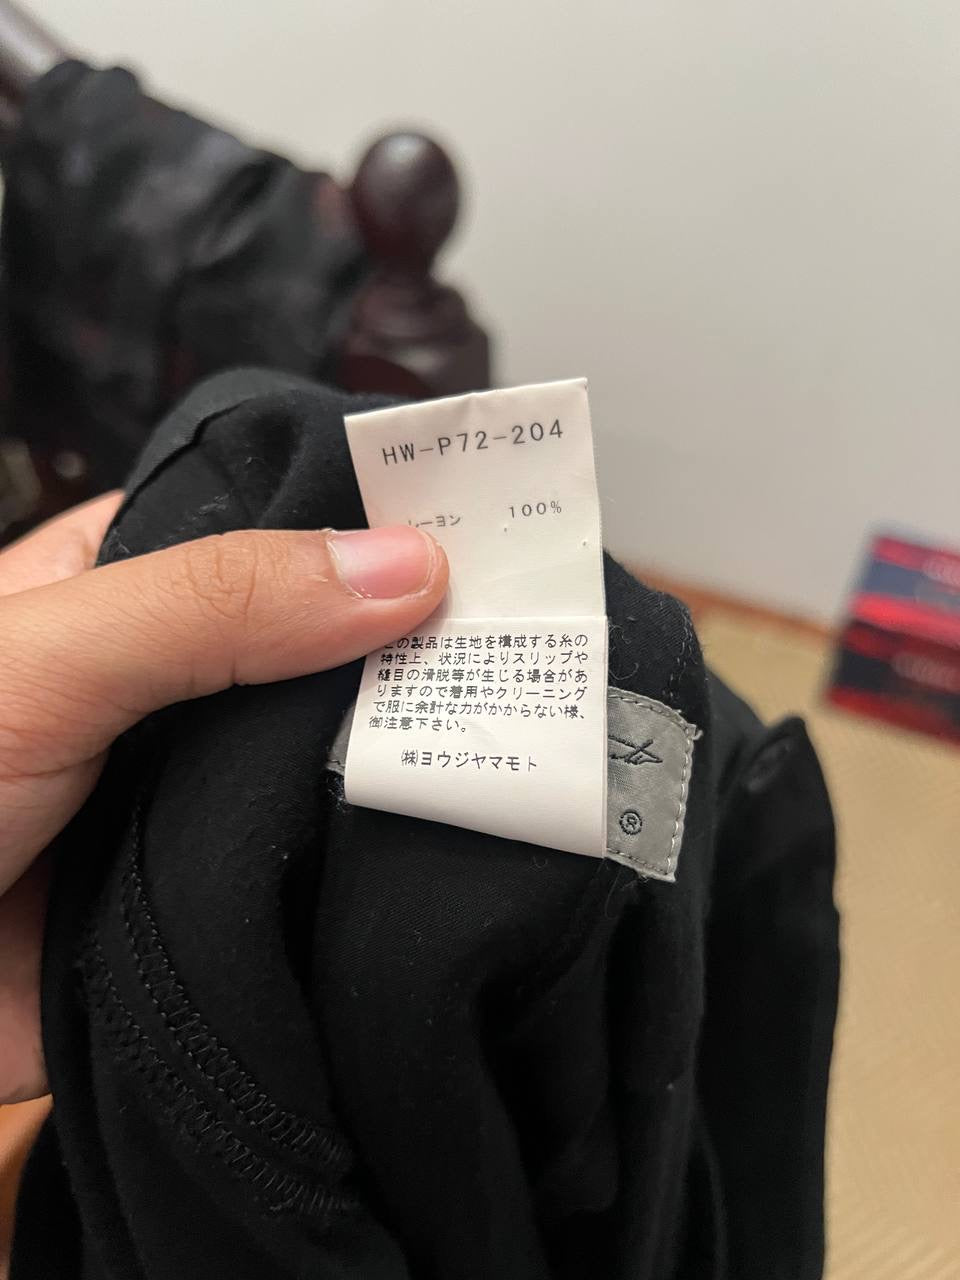 HW-P72-204
レーヨン 100%
この製品は生地を構成する糸の
特性上、状況によりスリップや
縫目の滑脱等が生じる場合があ
りますので着用やクリーニング
で服に余計な力がかからない様、
御注意下さい。
㈱ヨウジヤマモト
®